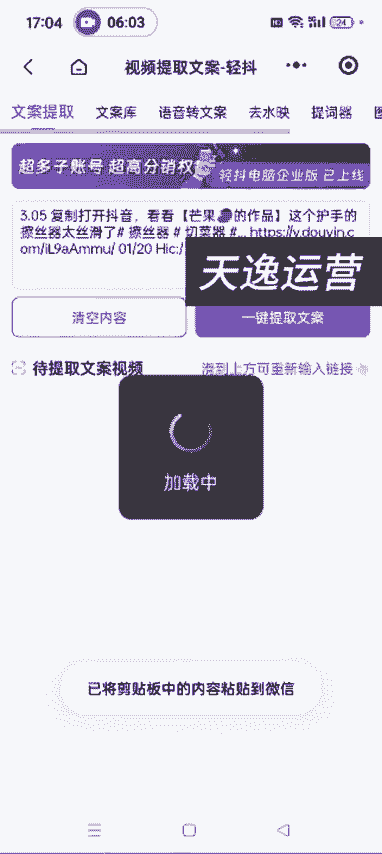 17:04 06:03 5G 24
视频提取文案-轻抖
文案提取 文案库 语音转文案 去水映 提词器
超多子账号 超高分销权
轻抖电脑企业版 已上线
3.05 复制打开抖音，看看【芒果 的作品】这个护手的
擦丝器太丝滑了# 擦丝器 # 切菜器 #... https://v.douyin.c
om/iL9aAmmu/ 01/20 Hic:/
天逸运营
清空内容 一键提取文案
待提取文案视频 滑到上方可重新输入链接
加载中
已将剪贴板中的内容粘贴到微信